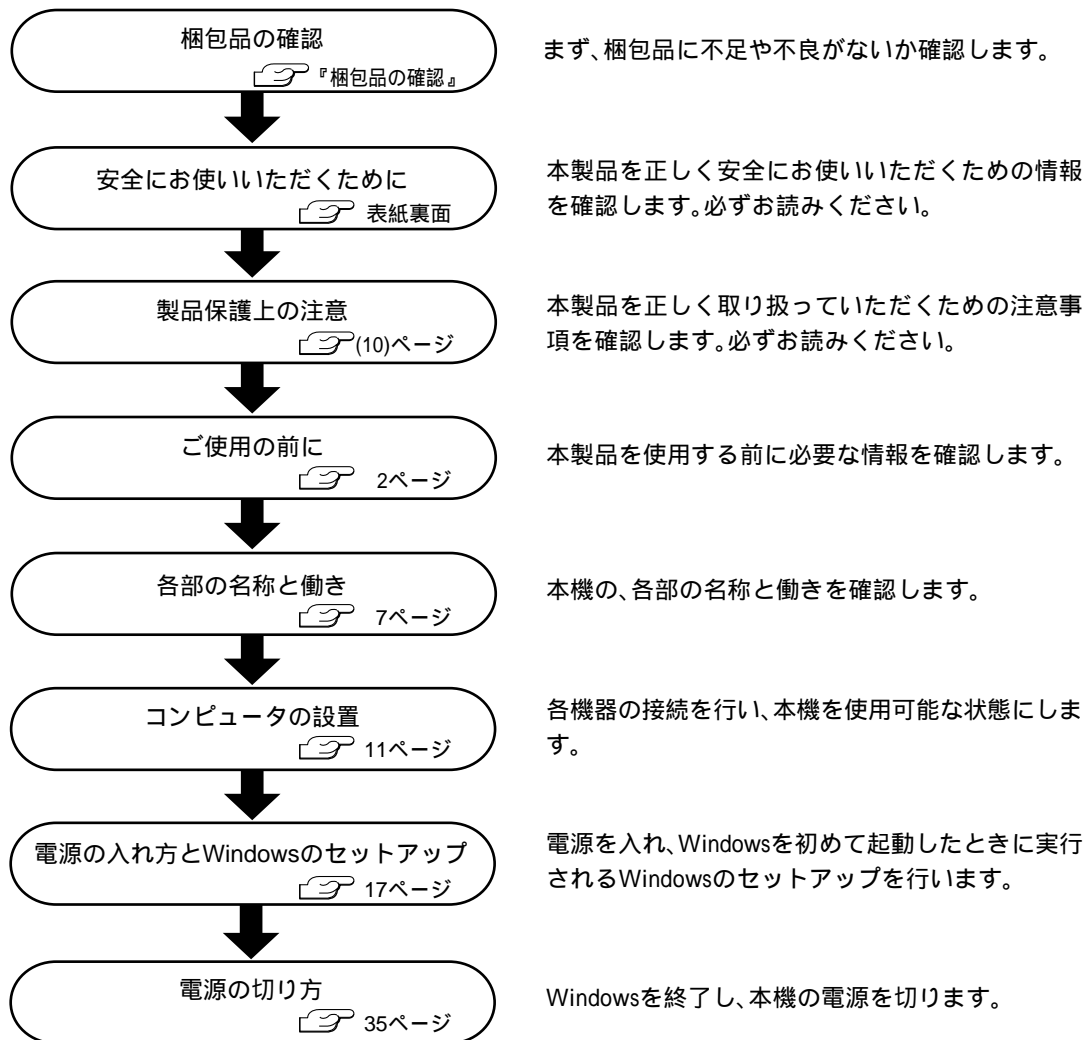 梱包品の確認
『梱包品の確認』
まず、梱包品に不足や不良がないか確認します。
安全にお使いいただくために
表紙裏面
本製品を正しく安全にお使いいただくための情報
を確認します。必ずお読みください。
製品保護上の注意
(10)ページ
本製品を正しく取り扱っていただくための注意事
項を確認します。必ずお読みください。
ご使用の前に
2ページ
本製品を使用する前に必要な情報を確認します。
各部の名称と働き
7ページ
本機の、各部の名称と働きを確認します。
コンピュータの設置
11ページ
各機器の接続を行い、本機を使用可能な状態にしま
す。
電源の入れ方とWindowsのセットアップ
17ページ
電源を入れ、Windowsを初めて起動したときに実行
されるWindowsのセットアップを行います。
電源の切り方
35ページ
Windowsを終了し、本機の電源を切ります。